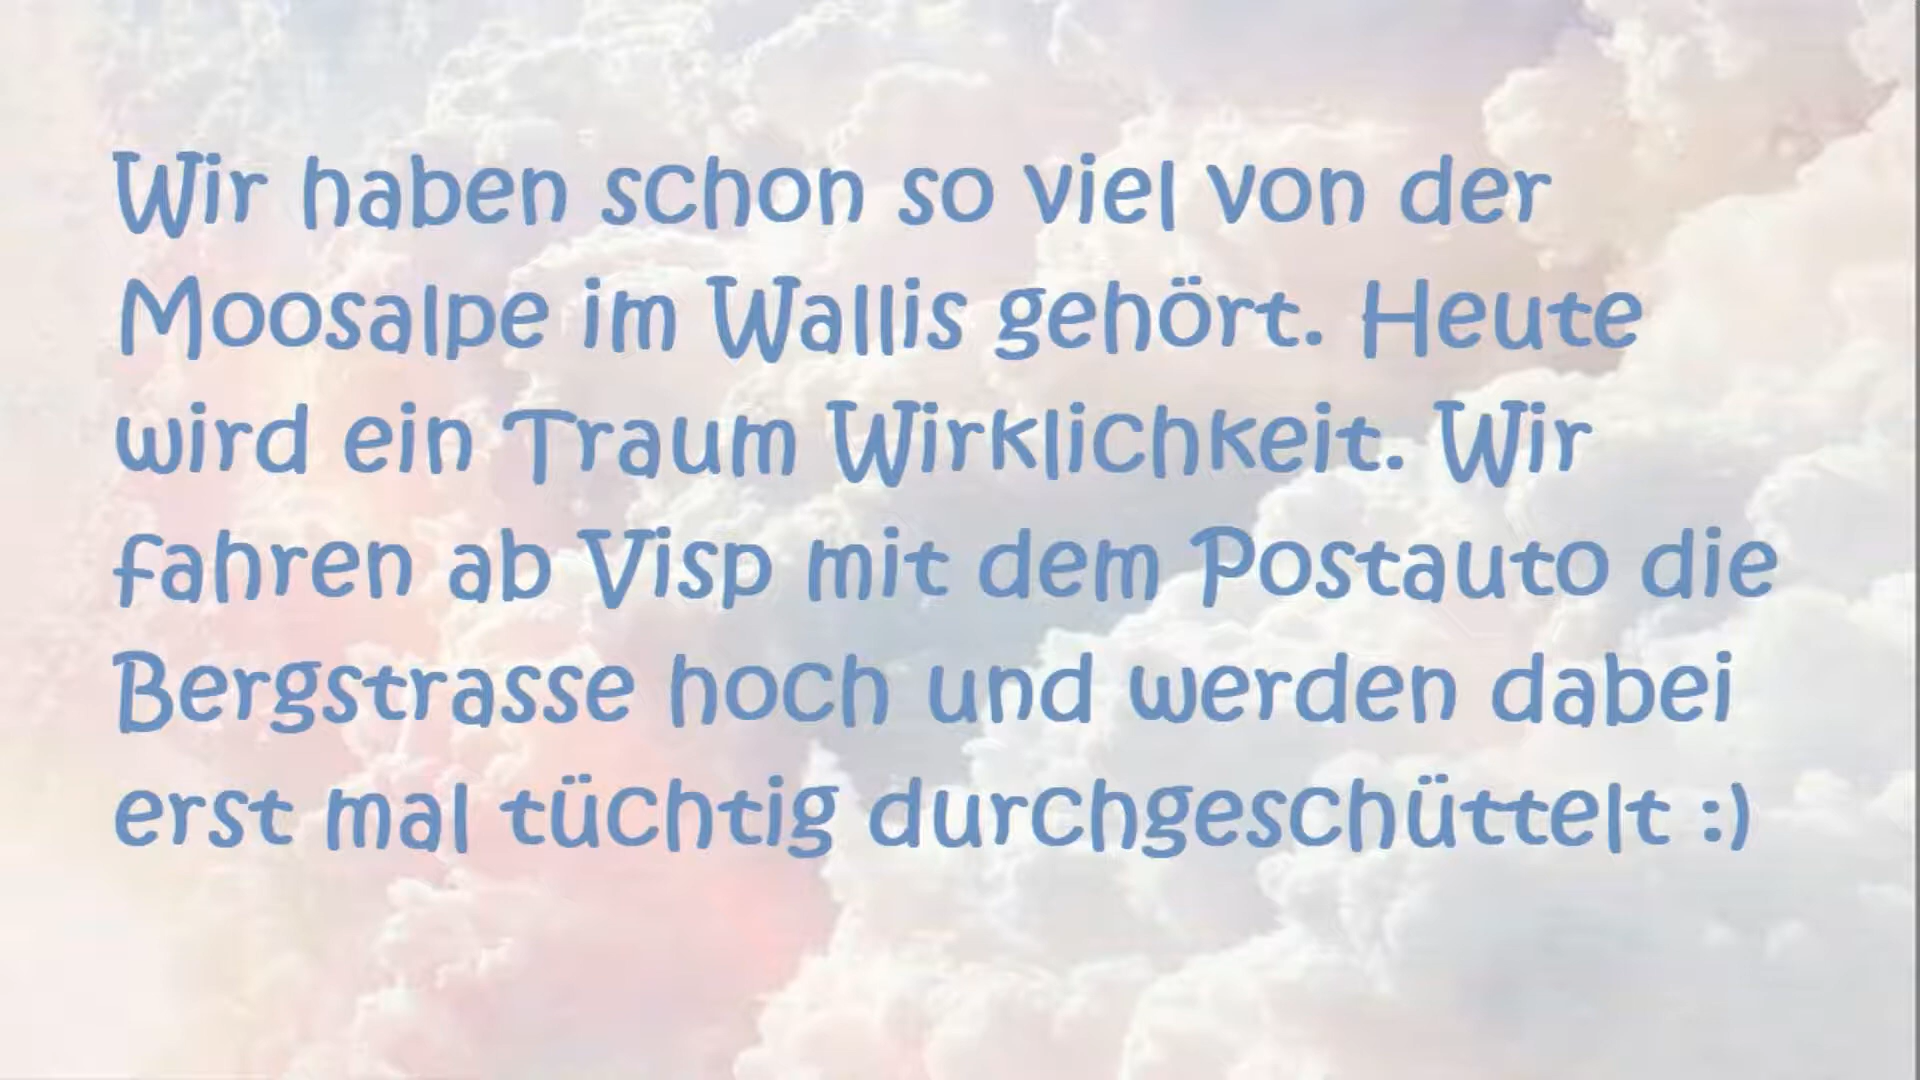 Wir haben schon so viel von der
Moosalpe im Wallis gehört. Heute
wird ein Traum Wirklichkeit. Wir
fahren ab Visp mit dem Postauto die
Bergstrasse hoch und werden dabei
erst mal tüchtig durchgeschüttelt :)